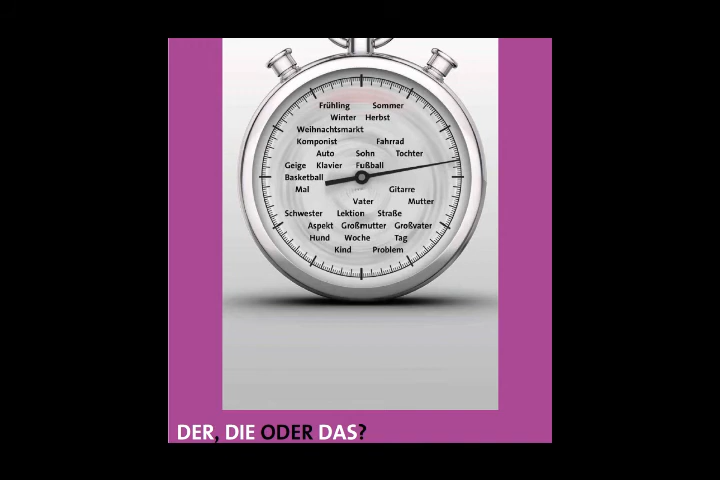 Frühling Sommer
Winter Herbst
Weihnachtsmarkt
Komponist Fahrrad
Auto Sohn Tochter
Geige Klavier Fußball
Basketball
Mal Gitarre
Vater Mutter
Schwester Lektion Straße
Aspekt Großmutter Großvater
Hund Woche Tag
Kind Problem
DER, DIE ODER DAS?